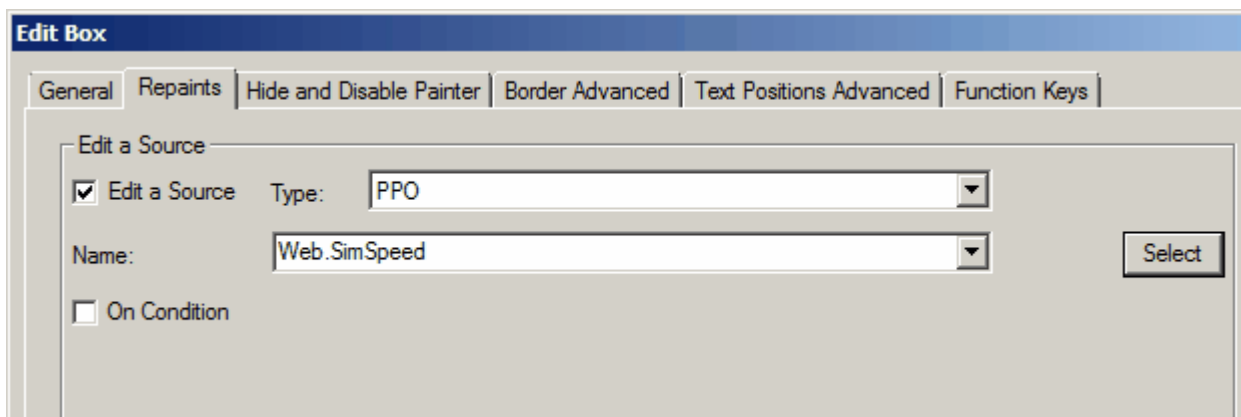 Edit Box
General Repaints Hide and Disable Painter Border Advanced Text Positions Advanced Function Keys
Edit a Source
Edit a Source Type: PPO
Name: Web.SimSpeed Select
On Condition